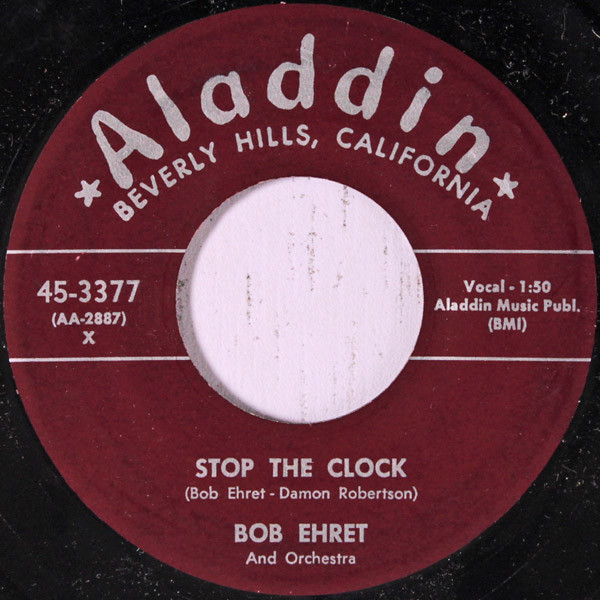 ★ Aladdin ★
BEVERLY HILLS, CALIFORNIA
45-3377
(AA-2887)
X
Vocal - 1:50
Aladdin Music Publ.
(BMI)
STOP THE CLOCK
(Bob Ehret - Damon Robertson)
BOB EHRET
And Orchestra